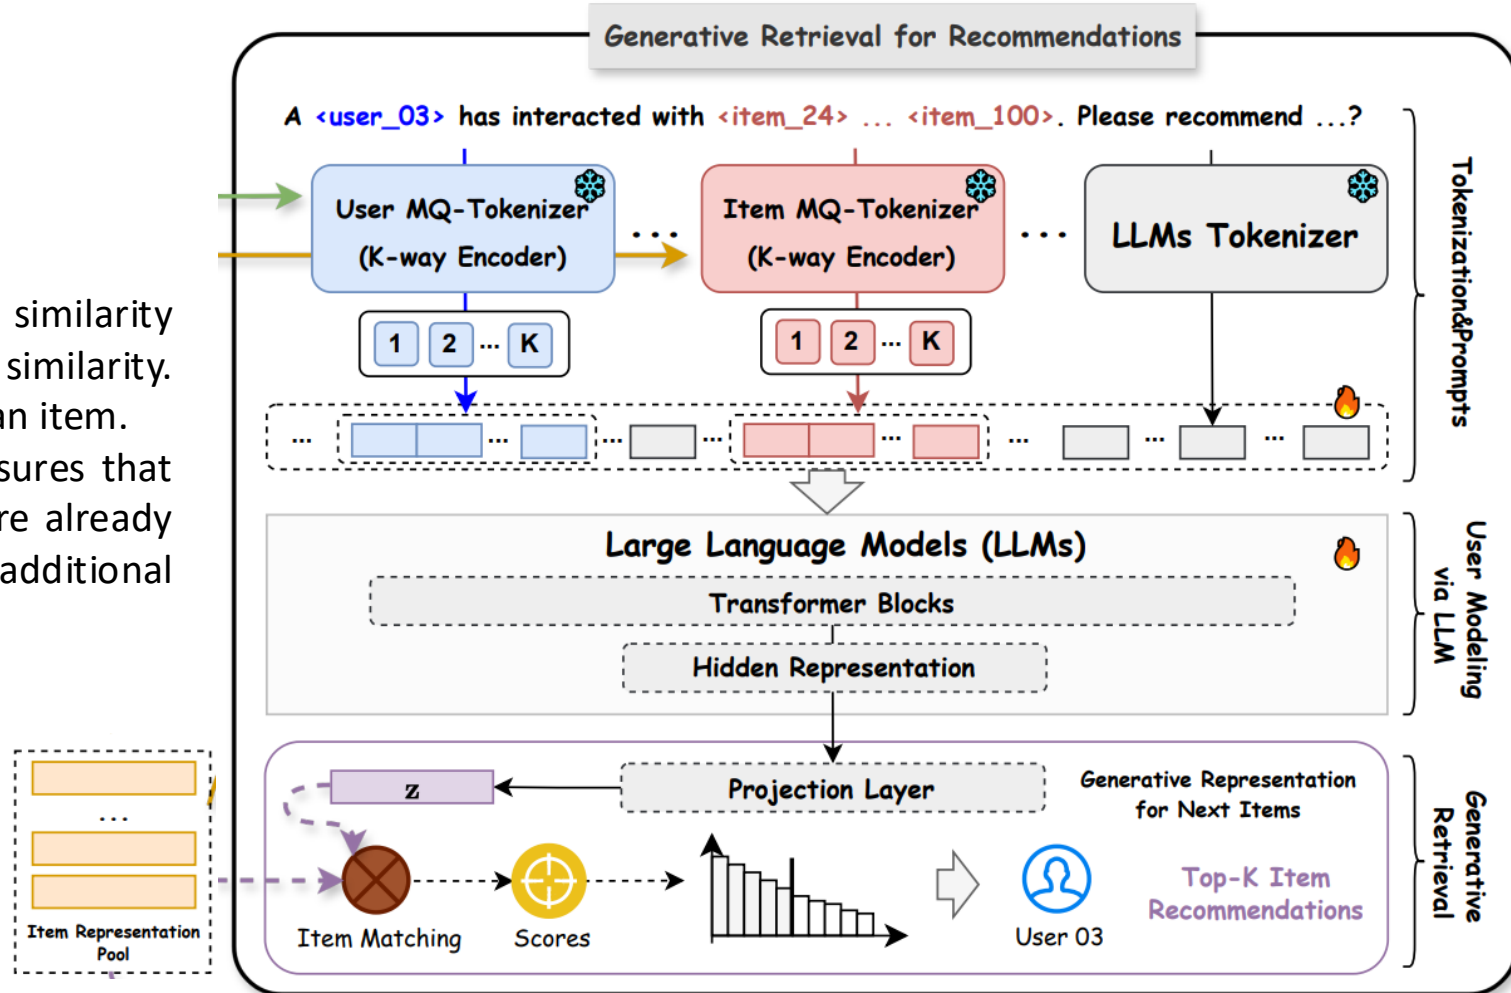 Generative Retrieval for Recommendations
A <user_03> has interacted with <item_24> ... <item_100>. Please recommend ...?
User MQ-Tokenizer
(K-way Encoder)
...
Item MQ-Tokenizer
(K-way Encoder)
...
LLMs Tokenizer
1 2 ... K
1 2 ... K
... ... ... ... ... ... ... ...
Tokenization&Prompts
similarity
similarity.
an item.
sures that
re already
additional
Large Language Models (LLMs)
Transformer Blocks
Hidden Representation
User Modeling
via LLM
z
Projection Layer
Generative Representation
for Next Items
Item Matching
Scores
User 03
Top-K Item
Recommendations
Generative
Retrieval
...
Item Representation
Pool